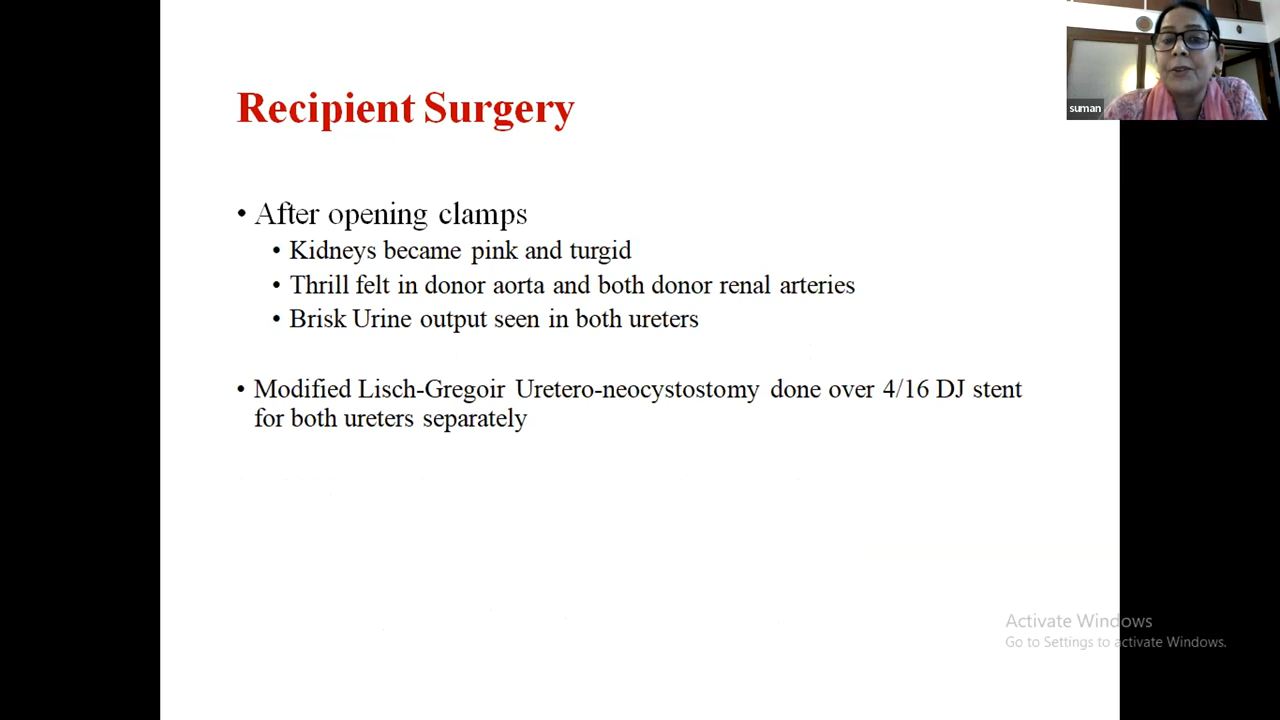 Recipient Surgery
suman
• After opening clamps
• Kidneys became pink and turgid
• Thrill felt in donor aorta and both donor renal arteries
• Brisk Urine output seen in both ureters
• Modified Lisch-Gregoir Uretero-neocystostomy done over 4/16 DJ stent
for both ureters separately
Activate Windows
Go to Settings to activate Windows.